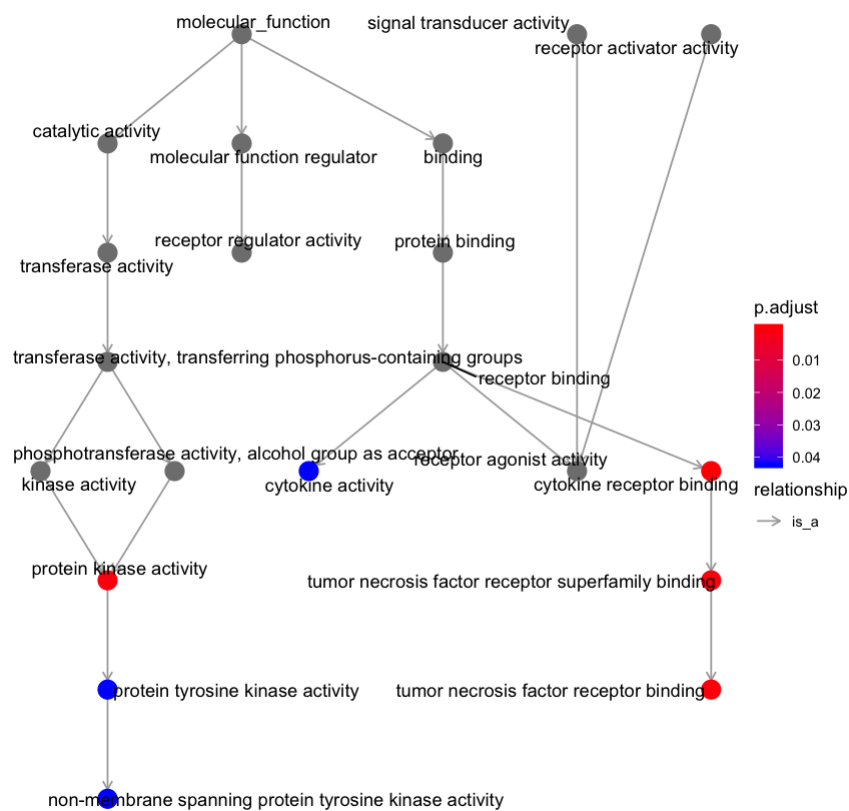 molecular_function
signal transducer activity
receptor activator activity
catalytic activity
molecular function regulator
binding
receptor regulator activity
protein binding
transferase activity
p.adjust
0.01
0.02
0.03
0.04
transferase activity, transferring phosphorus-containing groups
receptor binding
phosphotransferase activity, alcohol group as acceptor
receptor agonist activity
kinase activity
cytokine activity
cytokine receptor binding
relationship
is_a
protein kinase activity
tumor necrosis factor receptor superfamily binding
protein tyrosine kinase activity
tumor necrosis factor receptor binding
non-membrane spanning protein tyrosine kinase activity